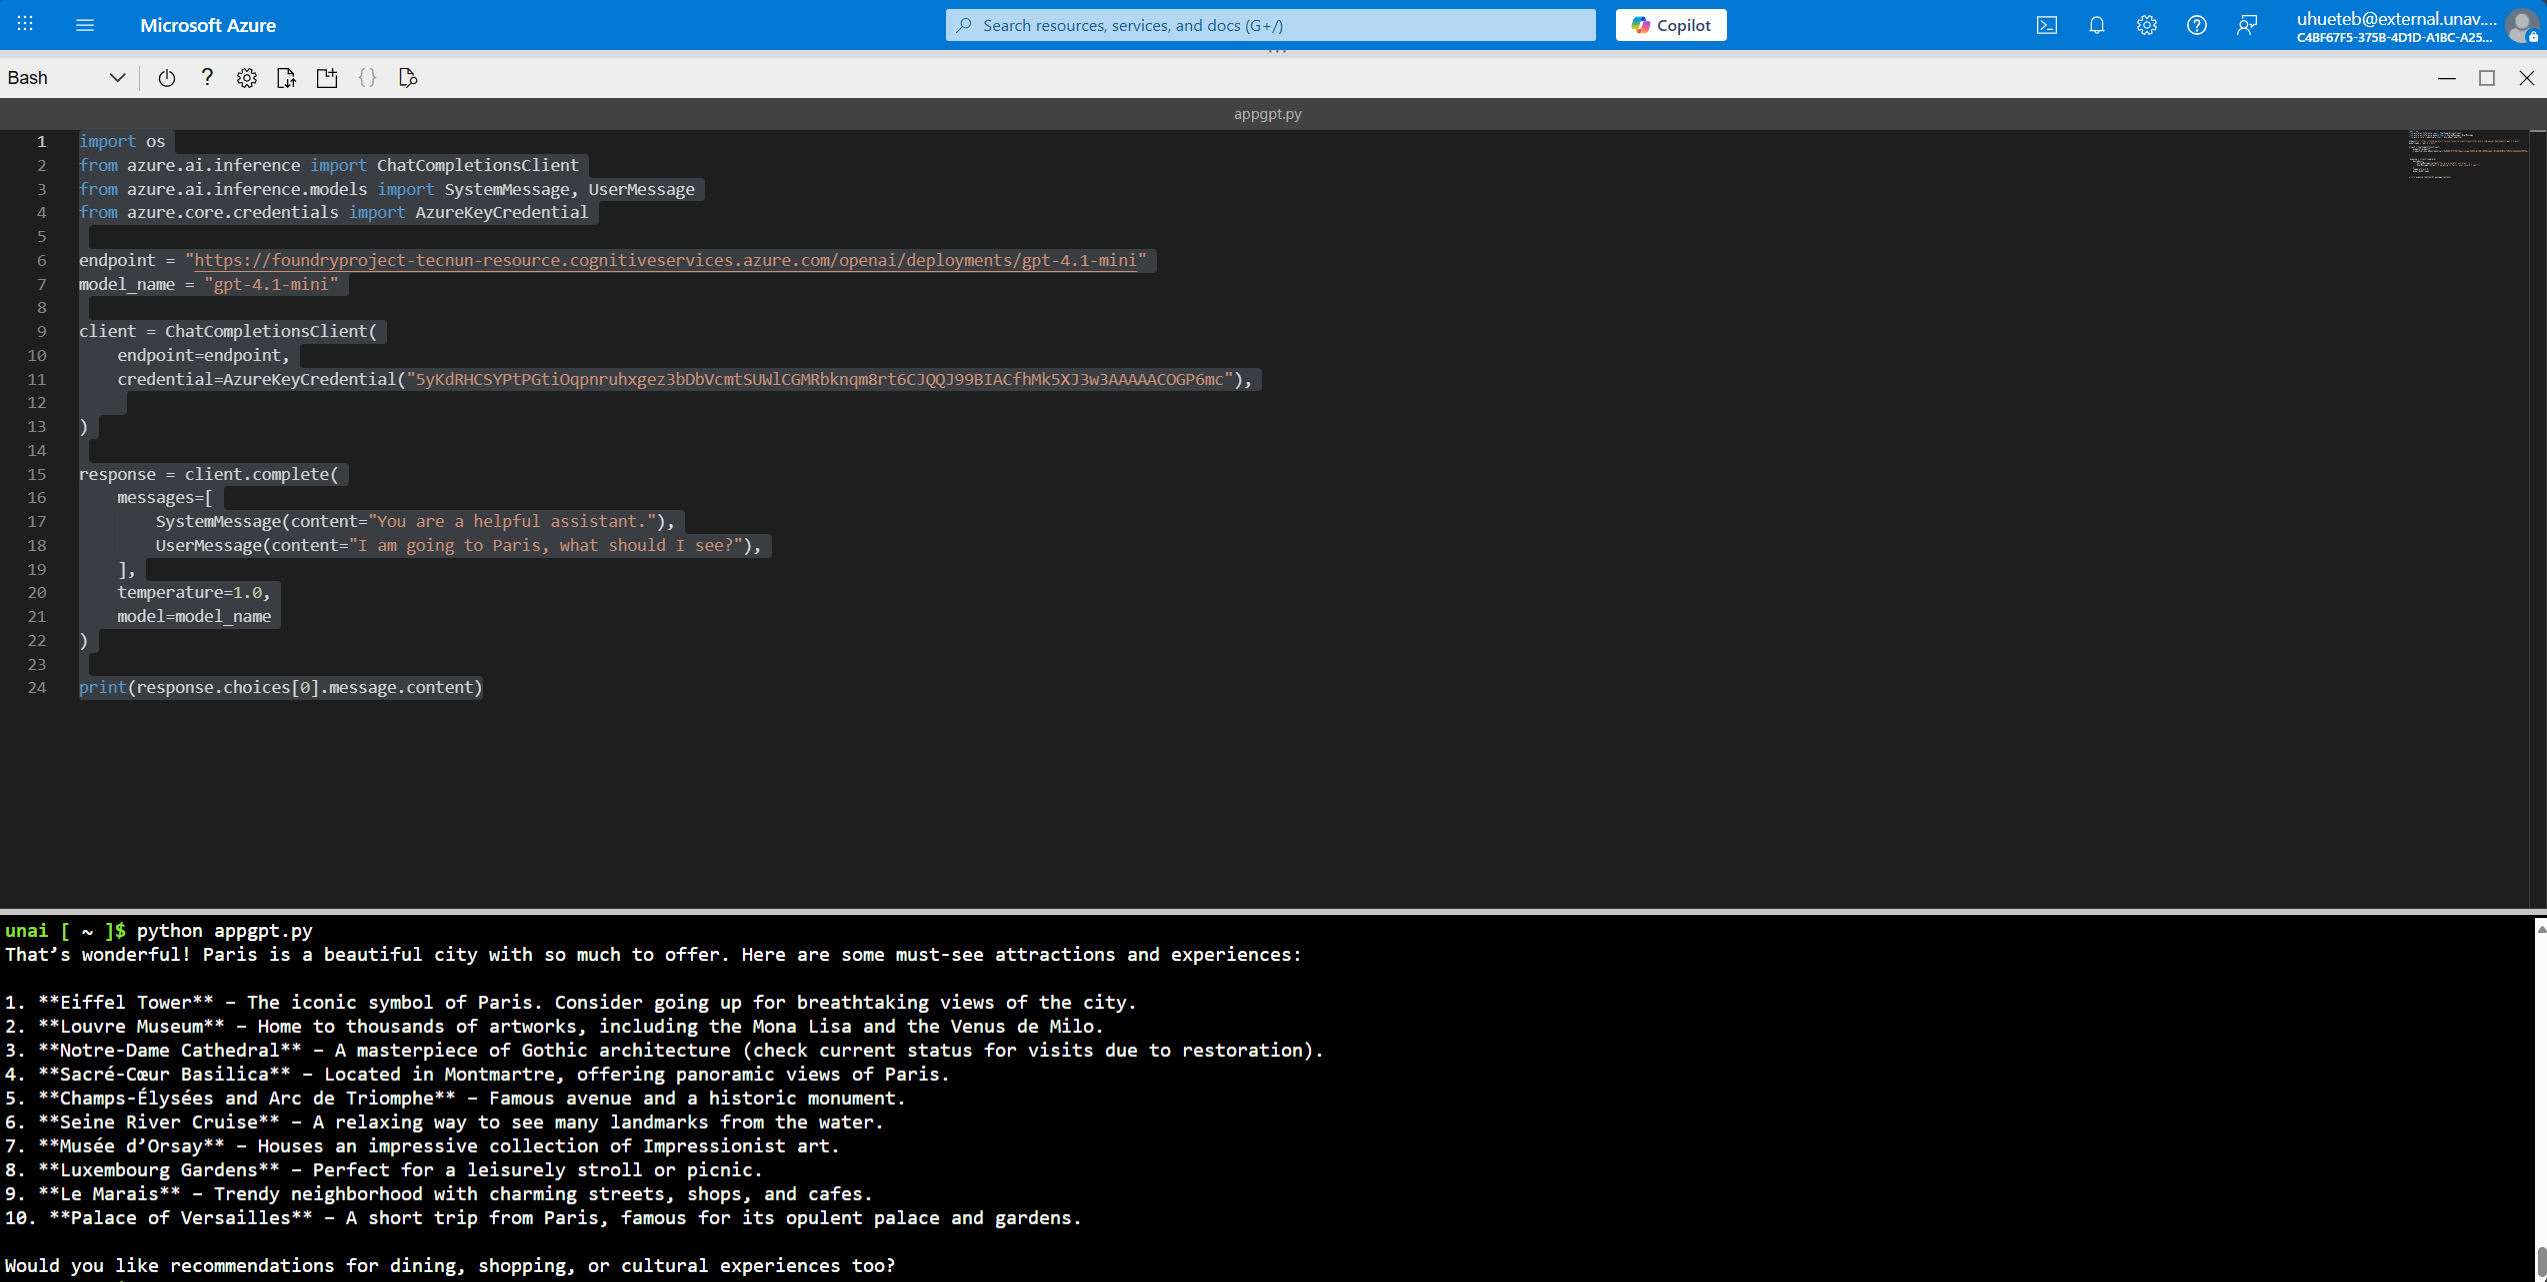 Microsoft Azure
Search resources, services, and docs (G+/)
Copilot
uhueteb@external.unav....
C4BF67F5-375B-4D1D-A1BC-A25...
Bash
appgpt.py
1 import os
2 from azure.ai.inference import ChatCompletionsClient
3 from azure.ai.inference.models import SystemMessage, UserMessage
4 from azure.core.credentials import AzureKeyCredential
5
6 endpoint = "https://foundryproject-tecnun-resource.cognitiveservices.azure.com/openai/deployments/gpt-4.1-mini"
7 model_name = "gpt-4.1-mini"
8
9 client = ChatCompletionsClient(
10     endpoint=endpoint,
11     credential=AzureKeyCredential("5yKdRHCSYPtPGtiOqpnruhxgez3bDbVcmtSUWlCGMRbknqm8rt6CJQQJ99BIACfhMk5XJ3w3AAAAACOGP6mc"),
12
13 )
14
15 response = client.complete(
16     messages=[
17         SystemMessage(content="You are a helpful assistant."),
18         UserMessage(content="I am going to Paris, what should I see?"),
19     ],
20     temperature=1.0,
21     model=model_name
22 )
23
24 print(response.choices[0].message.content)
unai [ ~ ]$ python appgpt.py
That’s wonderful! Paris is a beautiful city with so much to offer. Here are some must-see attractions and experiences:
1. **Eiffel Tower** – The iconic symbol of Paris. Consider going up for breathtaking views of the city.
2. **Louvre Museum** – Home to thousands of artworks, including the Mona Lisa and the Venus de Milo.
3. **Notre-Dame Cathedral** – A masterpiece of Gothic architecture (check current status for visits due to restoration).
4. **Sacré-Cœur Basilica** – Located in Montmartre, offering panoramic views of Paris.
5. **Champs-Élysées and Arc de Triomphe** – Famous avenue and a historic monument.
6. **Seine River Cruise** – A relaxing way to see many landmarks from the water.
7. **Musée d’Orsay** – Houses an impressive collection of Impressionist art.
8. **Luxembourg Gardens** – Perfect for a leisurely stroll or picnic.
9. **Le Marais** – Trendy neighborhood with charming streets, shops, and cafes.
10. **Palace of Versailles** – A short trip from Paris, famous for its opulent palace and gardens.
Would you like recommendations for dining, shopping, or cultural experiences too?